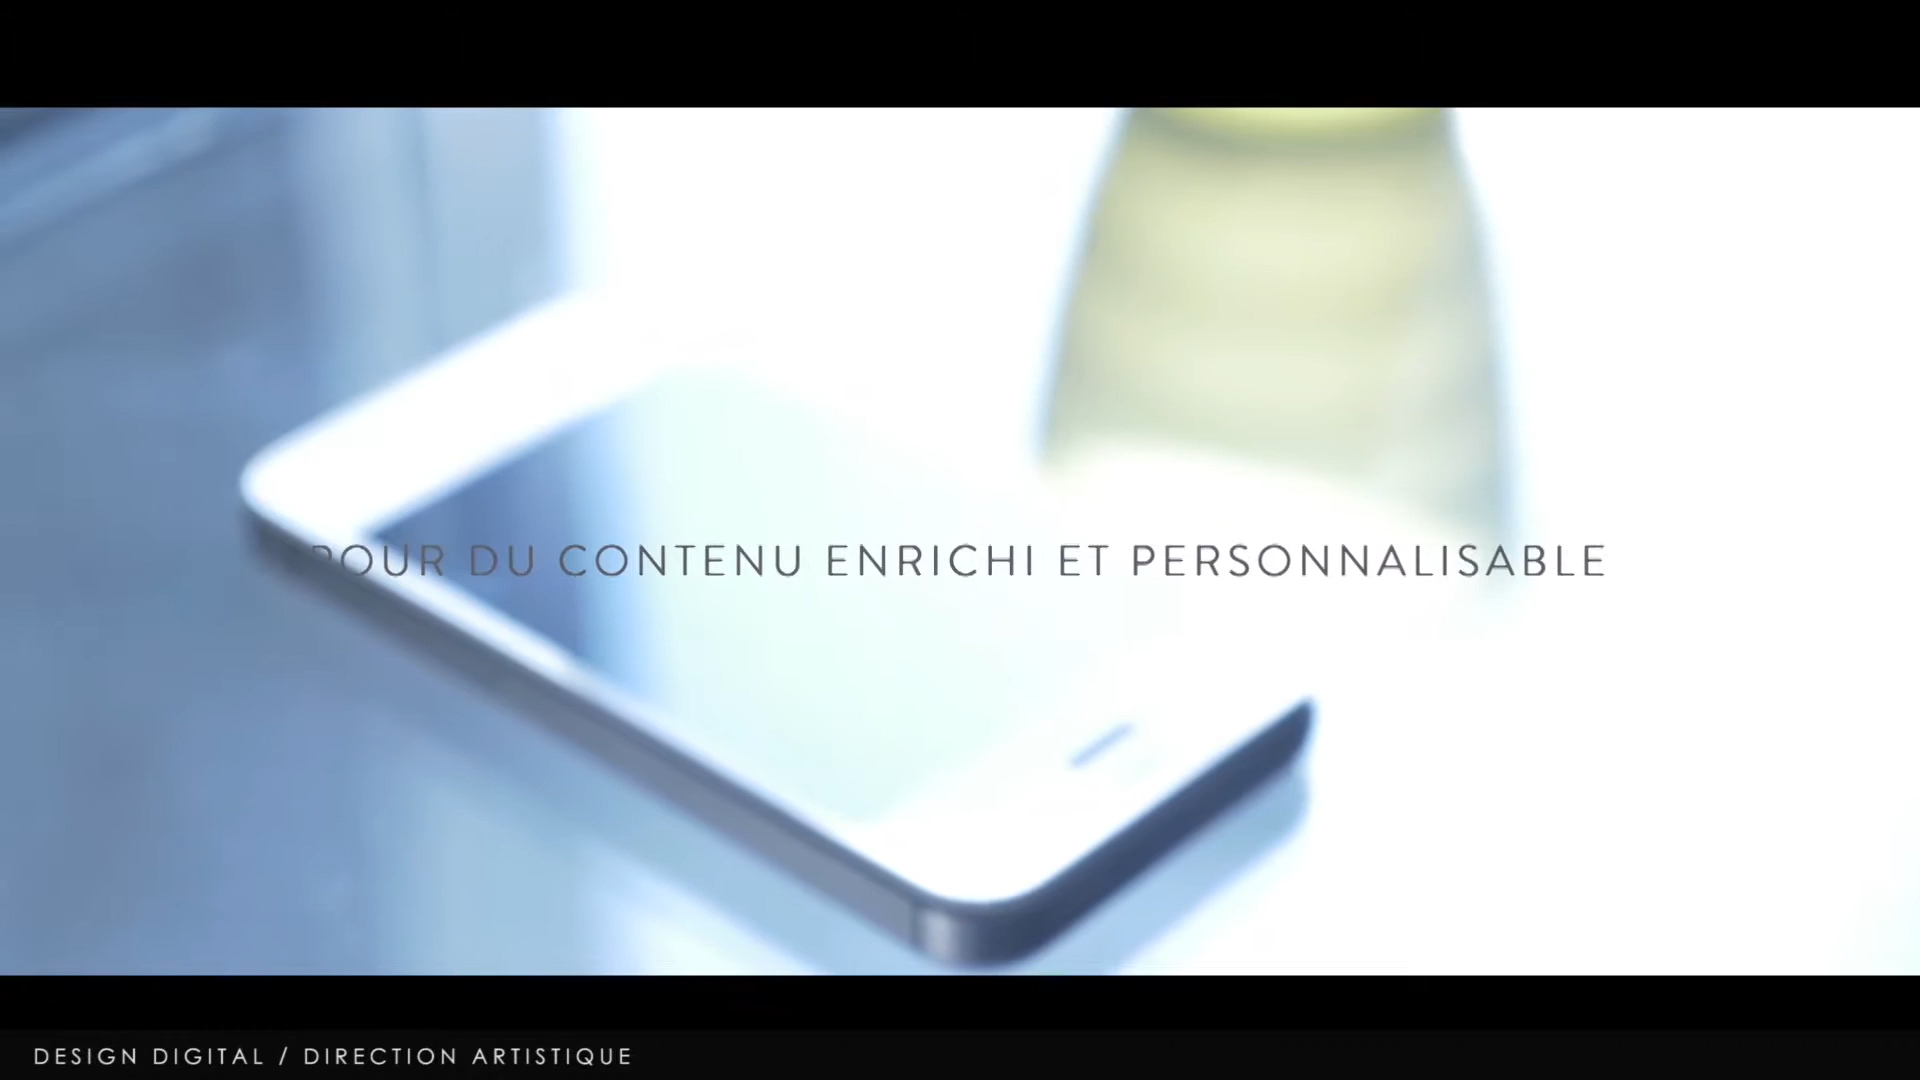 POUR DU CONTENU ENRICHI ET PERSONNALISABLE
DESIGN DIGITAL / DIRECTION ARTISTIQUE